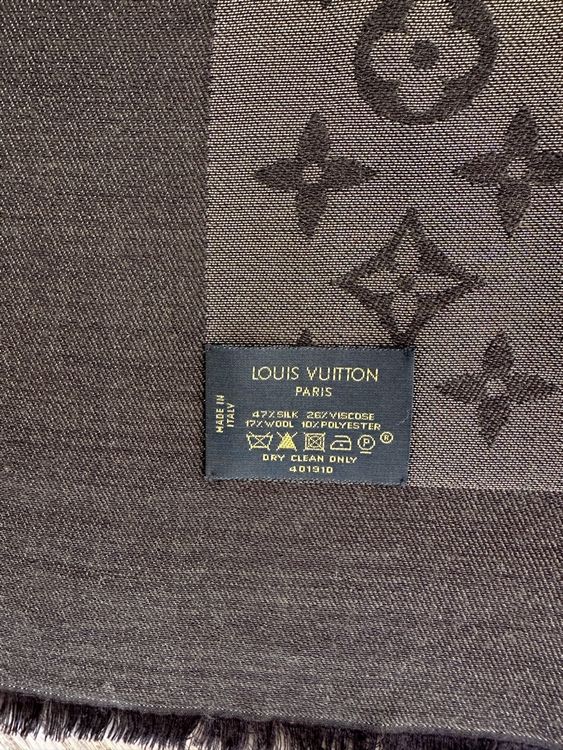 LOUIS VUITTON
PARIS
MADE IN
ITALY
47%SILK 26%VISCOSE
17%WOOL 10%POLYESTER
P ®
DRY CLEAN ONLY
401910